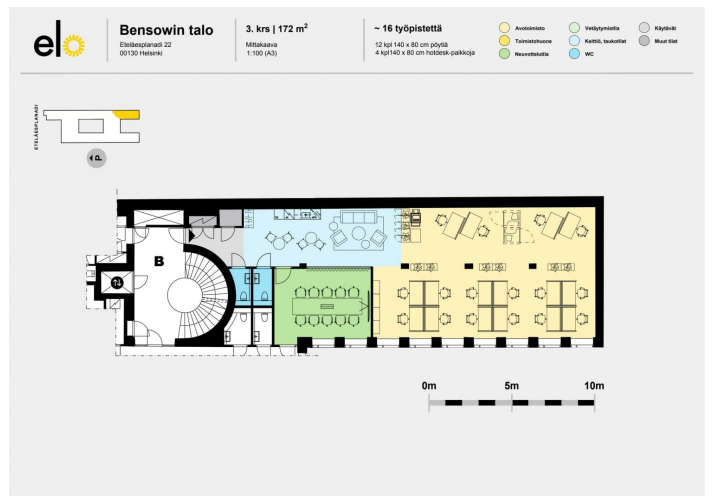 elo
Bensowin talo
Eteläesplanadi 22
00130 Helsinki
3. krs | 172 m²
Mittakaava
1:100 (A3)
~ 16 työpistettä
12 kpl 140 x 80 cm pöytiä
4 kpl140 x 80 cm hotdesk-paikkoja
Avotoimisto
Toimistohuone
Neuvottelutila
Vetäytymistila
Keittiö, taukotilat
WC
Käytävät
Muut tilat
ETELÄESPLANADI
P
B
0m 5m 10m